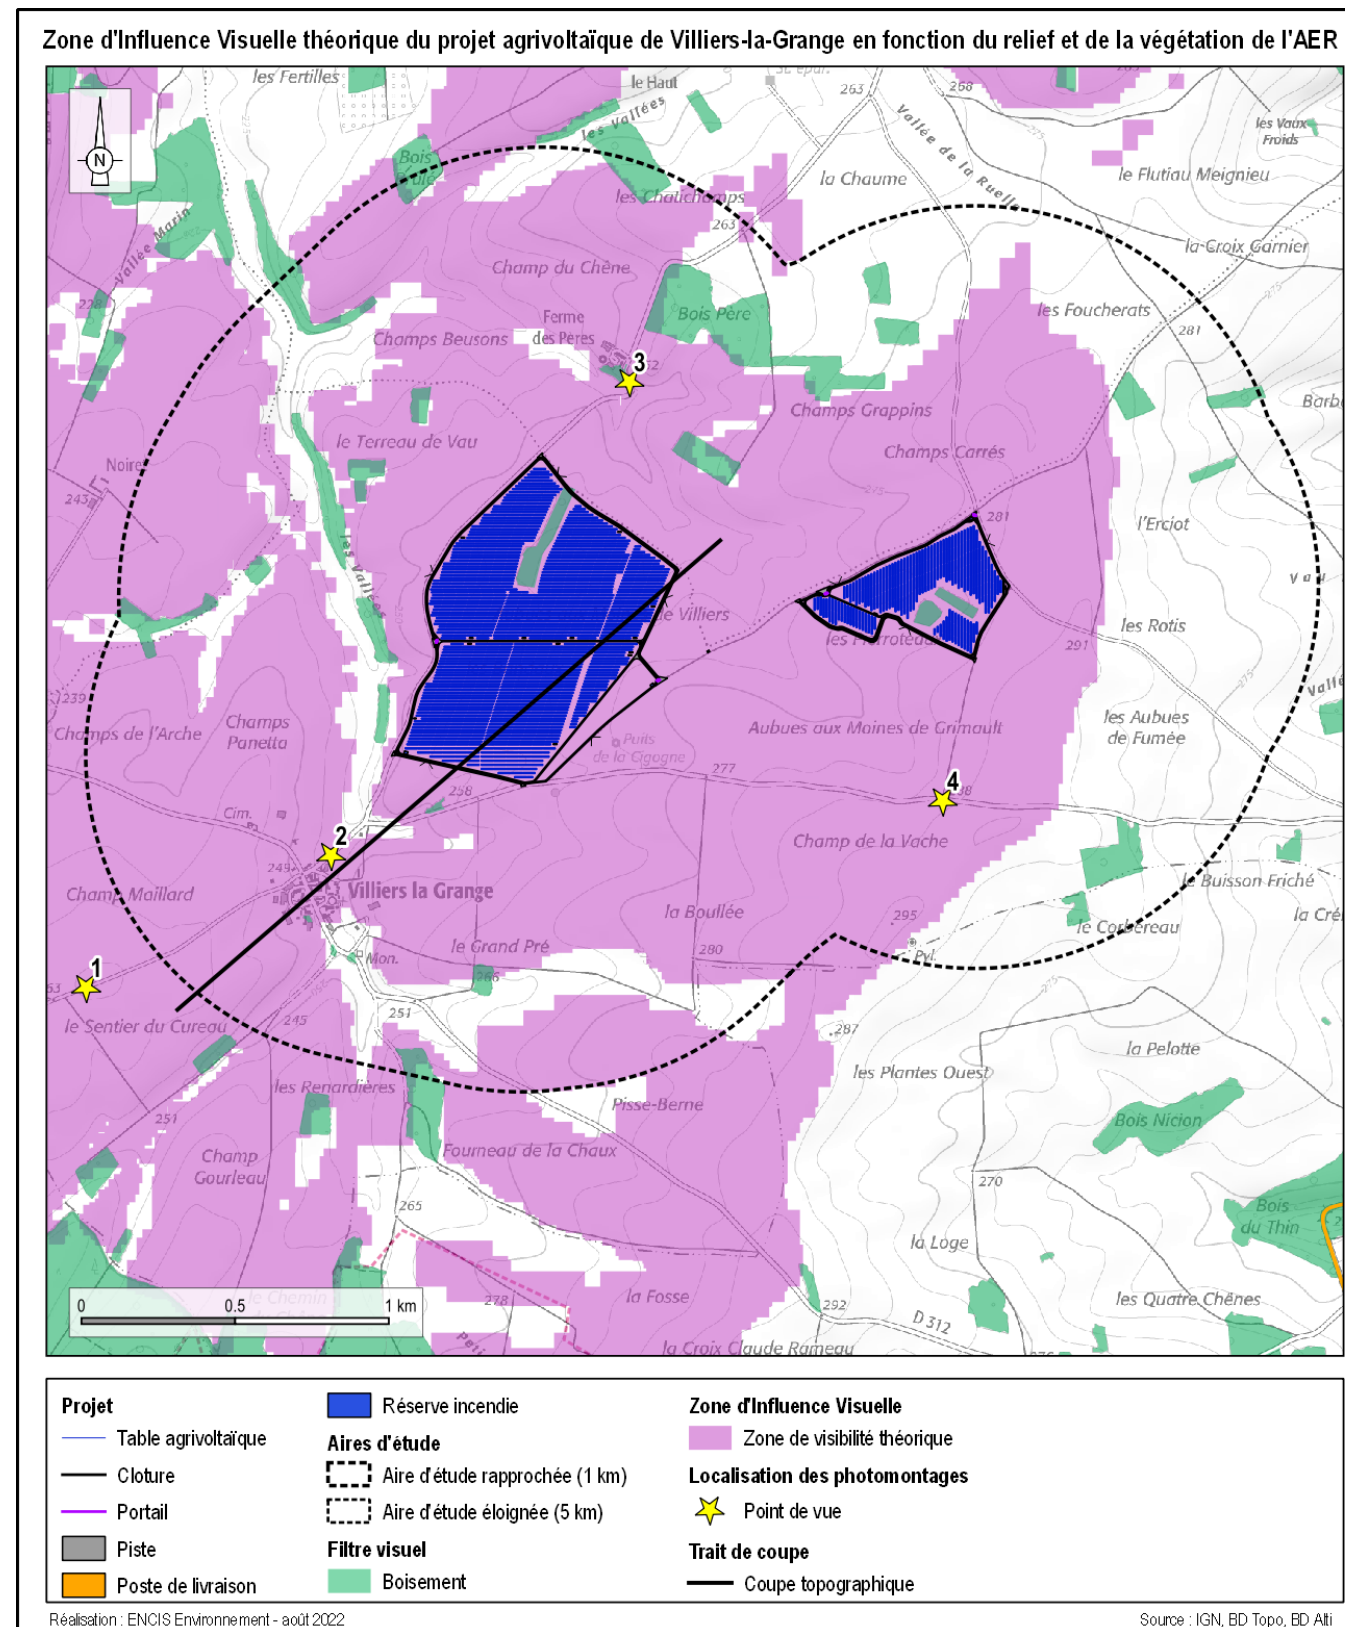 Zone d'Influence Visuelle théorique du projet agrivoltaïque de Villiers-la-Grange en fonction du relief et de la végétation de l'AER
les Fertilles
le Haut
263
268
les Vallées
les Vaux
Froids
N
Bois
Vallée de la Ruelle
la Chaume
le Flutiau Meignieu
les Chauchamps
263
Vallée Marin
la Croix Garnier
275
Champ du Chêne
228
les Foucherats
Ferme
des Pères
Bois Père
281
Champs Beusons
3
Champs Grappins
le Terreau de Vau
Champs Carrés
Noire
243
275
281
l'Erciot
les Vallées
de Villiers
les Rotis
291
275
239
Champs de l'Arche
Champs
Panetta
Aubues aux Moines de Grimault
les Aubues
de Fumée
Puits
de la Cigogne
277
258
4
Cim.
2
Champ de la Vache
Champ Maillard
Villiers la Grange
le Buisson Friché
la Boullée
295
le Corbéreau
le Grand Pré
280
Pyl.
Mon.
1
266
275
251
le Sentier du Cureau
245
287
la Pelotte
les Plantes Ouest
les Renardières
Pisse-Berne
251
Bois Nicion
Fourneau de la Chaux
Champ
Gourleau
270
265
Bois
du Thin
la Loge
le Chemin
278
la Fosse
292
les Quatre Chênes
D 312
la Croix Claude Rameau
0 0.5 1 km
Projet
Table agrivoltaïque
Cloture
Portail
Piste
Poste de livraison
Réserve incendie
Aires d'étude
Aire d'étude rapprochée (1 km)
Aire d'étude éloignée (5 km)
Filtre visuel
Boisement
Zone d'Influence Visuelle
Zone de visibilité théorique
Localisation des photomontages
Point de vue
Trait de coupe
Coupe topographique
Réalisation : ENCIS Environnement - août 2022
Source : IGN, BD Topo, BD Alti